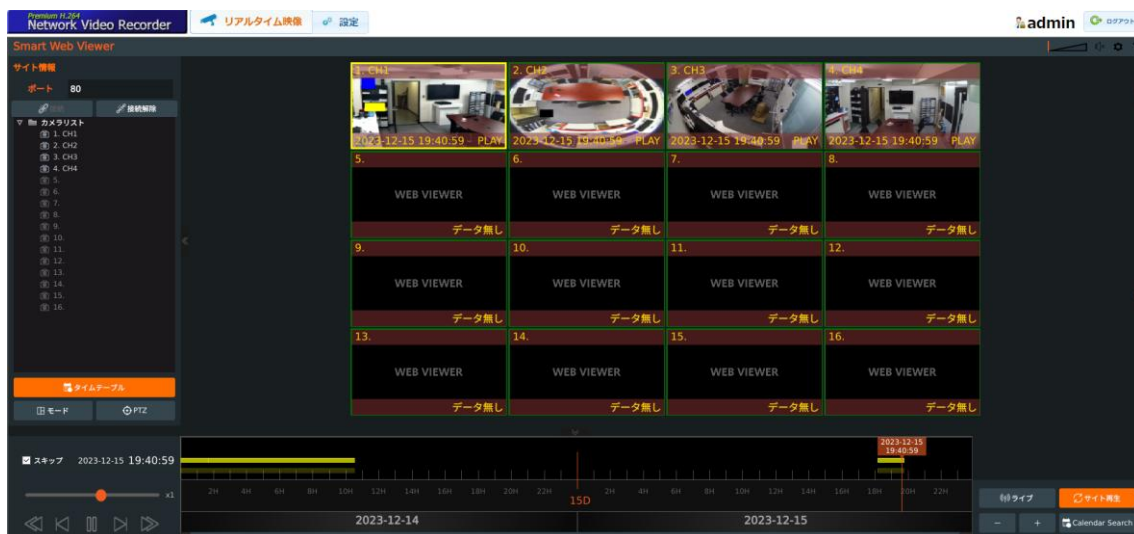 Premium H.264
Network Video Recorder
リアルタイム映像
設定
admin
ログアウト
Smart Web Viewer
サイト情報
ポート 80
接続解除
カメラリスト
1. CH1
2. CH2
3. CH3
4. CH4
5.
6.
7.
8.
9.
10.
11.
12.
13.
14.
15.
16.
タイムテーブル
モード
PTZ
1. CH1
2023-12-15 19:40:59 PLAY
2. CH2
2023-12-15 19:40:59 PLAY
3. CH3
2023-12-15 19:40:59 PLAY
4. CH4
2023-12-15 19:40:59 PLAY
5.
WEB VIEWER
データ無し
6.
WEB VIEWER
データ無し
7.
WEB VIEWER
データ無し
8.
WEB VIEWER
データ無し
9.
WEB VIEWER
データ無し
10.
WEB VIEWER
データ無し
11.
WEB VIEWER
データ無し
12.
WEB VIEWER
データ無し
13.
WEB VIEWER
データ無し
14.
WEB VIEWER
データ無し
15.
WEB VIEWER
データ無し
16.
WEB VIEWER
データ無し
スキップ 2023-12-15 19:40:59
x1
2023-12-15
19:40:59
2H 4H 6H 8H 10H 12H 14H 16H 18H 20H 22H 15D 2H 4H 6H 8H 10H 12H 14H 16H 18H 20H 22H
2023-12-14 2023-12-15
ライブ
サイト再生
- +
Calendar Search